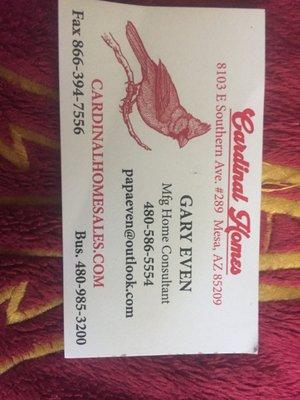 Cardinal Homes
8103 E Southern Ave. #289 Mesa, AZ 85209
GARY EVEN
Mfg Home Consultant
480-586-5554
papaeven@outlook.com
CARDINALHOMESALES.COM
Fax 866-394-7556 Bus. 480-985-3200